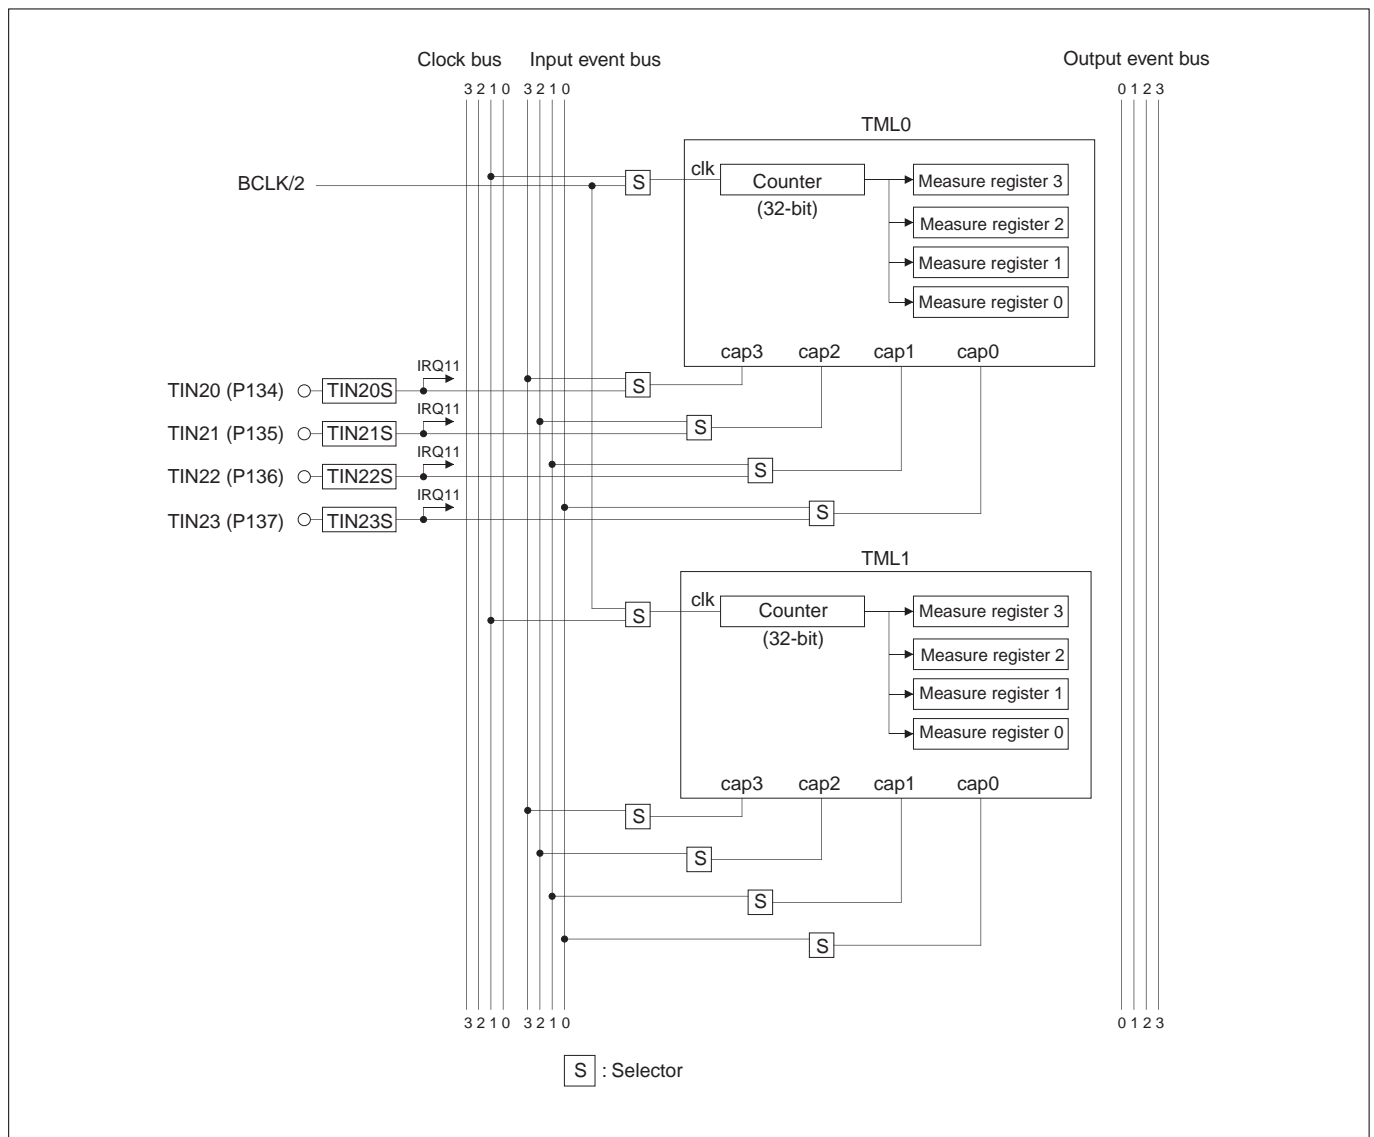 Clock bus
Input event bus
Output event bus
3 2 1 0
3 2 1 0
0 1 2 3
TML0
BCLK/2
S
clk
Counter
(32-bit)
Measure register 3
Measure register 2
Measure register 1
Measure register 0
cap3
cap2
cap1
cap0
TIN20 (P134)
TIN20S
IRQ11
S
TIN21 (P135)
TIN21S
IRQ11
S
TIN22 (P136)
TIN22S
IRQ11
S
TIN23 (P137)
TIN23S
IRQ11
S
TML1
S
clk
Counter
(32-bit)
Measure register 3
Measure register 2
Measure register 1
Measure register 0
cap3
cap2
cap1
cap0
S
S
S
S
3 2 1 0
3 2 1 0
0 1 2 3
S : Selector